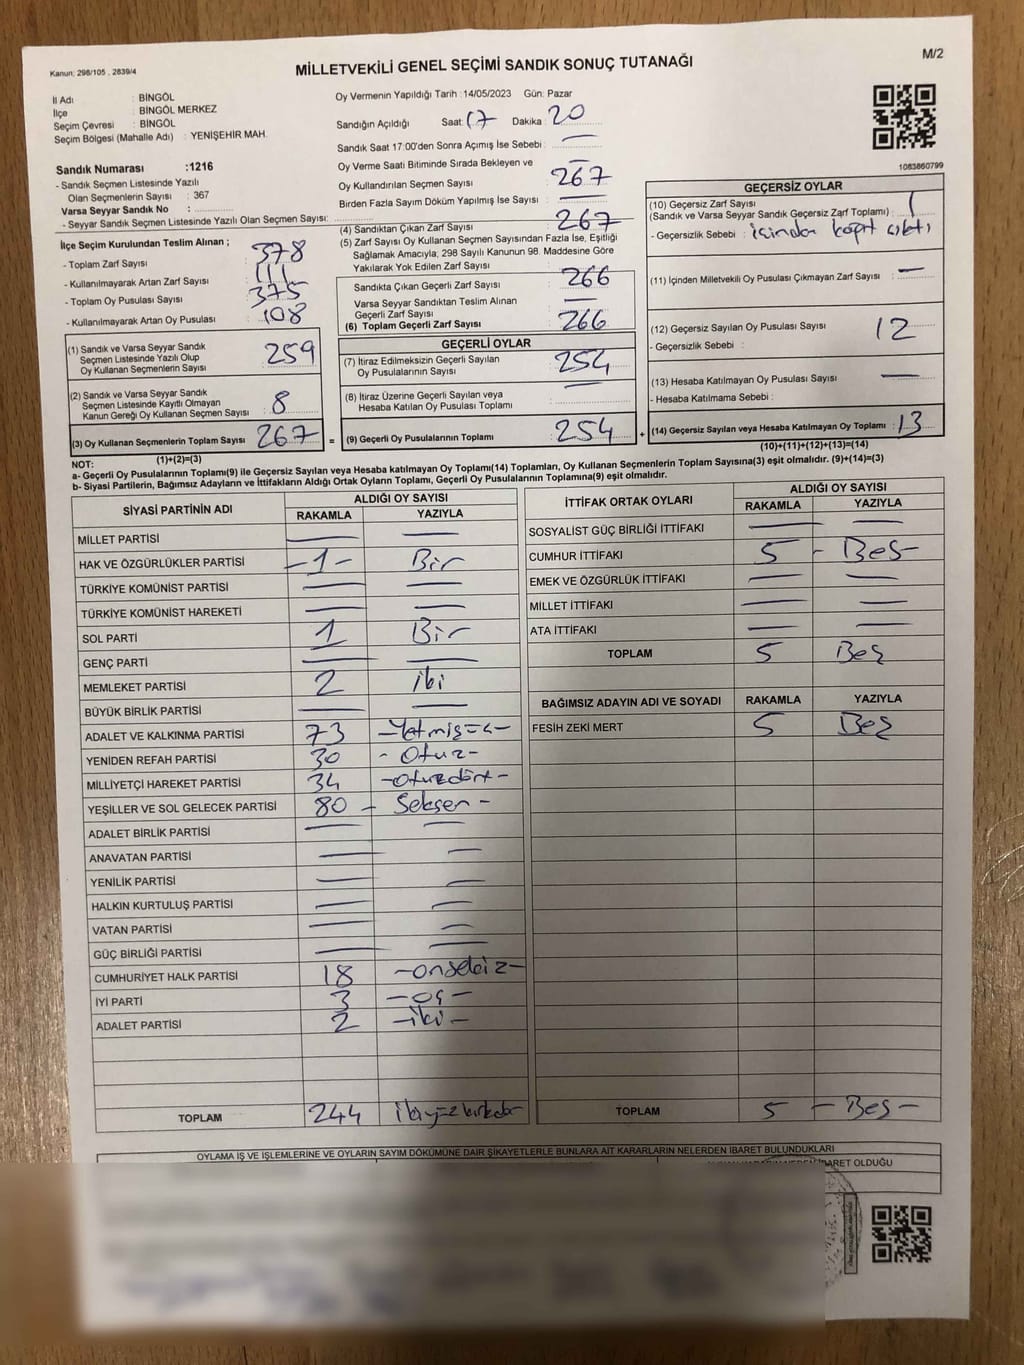 Kanun: 298/105 , 2839/4
M/2
MİLLETVEKİLİ GENEL SEÇİMİ SANDIK SONUÇ TUTANAĞI
İl Adı : BİNGÖL
İlçe : BİNGÖL MERKEZ
Seçim Çevresi : BİNGÖL
Seçim Bölgesi (Mahalle Adı) : YENİŞEHİR MAH.
Sandık Numarası :1216
- Sandık Seçmen Listesinde Yazılı
Olan Seçmenlerin Sayısı : 367
Varsa Seyyar Sandık No :
- Seyyar Sandık Seçmen Listesinde Yazılı Olan Seçmen Sayısı:
Oy Vermenin Yapıldığı Tarih :14/05/2023 Gün: Pazar
Sandığın Açıldığı Saat: 17 Dakika: 20
Sandık Saat 17:00'den Sonra Açımış İse Sebebi : —
Oy Verme Saati Bitiminde Sırada Bekleyen ve —
Oy Kullandırılan Seçmen Sayısı : 267
Birden Fazla Sayım Döküm Yapılmış İse Sayısı : —
1083860799
İlçe Seçim Kurulundan Teslim Alınan ;
- Toplam Zarf Sayısı : 378
- Kullanılmayarak Artan Zarf Sayısı : 111
- Toplam Oy Pusulası Sayısı : 375
- Kullanılmayarak Artan Oy Pusulası : 108
(1) Sandık ve Varsa Seyyar Sandık
Seçmen Listesinde Yazılı Olup
Oy Kullanan Seçmenlerin Sayısı : 259
(2) Sandık ve Varsa Seyyar Sandık
Seçmen Listesinde Kayıtlı Olmayan
Kanun Gereği Oy Kullanan Seçmen Sayısı : 8
(3) Oy Kullanan Seçmenlerin Toplam Sayısı : 267 =
(1)+(2)=(3)
(4) Sandıktan Çıkan Zarf Sayısı : 267
(5) Zarf Sayısı Oy Kullanan Seçmen Sayısından Fazla İse, Eşitliği
Sağlamak Amacıyla, 298 Sayılı Kanunun 98. Maddesine Göre
Yakılarak Yok Edilen Zarf Sayısı :
Sandıkta Çıkan Geçerli Zarf Sayısı : 266
Varsa Seyyar Sandıktan Teslim Alınan
Geçerli Zarf Sayısı : —
(6) Toplam Geçerli Zarf Sayısı : 266
GEÇERLİ OYLAR
(7) İtiraz Edilmeksizin Geçerli Sayılan
Oy Pusulalarının Sayısı : 254
(8) İtiraz Üzerine Geçerli Sayılan veya
Hesaba Katılan Oy Pusulası Toplamı : —
(9) Geçerli Oy Pusulalarının Toplamı : 254 +
GEÇERSİZ OYLAR
(10) Geçersiz Zarf Sayısı
(Sandık ve Varsa Seyyar Sandık Geçersiz Zarf Toplamı) : 1
- Geçersizlik Sebebi :
(11) İçinden Milletvekili Oy Pusulası Çıkmayan Zarf Sayısı : —
(12) Geçersiz Sayılan Oy Pusulası Sayısı : 12
- Geçersizlik Sebebi :
(13) Hesaba Katılmayan Oy Pusulası Sayısı : —
- Hesaba Katılmama Sebebi :
(14) Geçersiz Sayılan veya Hesaba Katılmayan Oy Toplamı : 13
(10)+(11)+(12)+(13)=(14)
NOT:
a- Geçerli Oy Pusulalarının Toplamı(9) ile Geçersiz Sayılan veya Hesaba katılmayan Oy Toplamı(14) Toplamları, Oy Kullanan Seçmenlerin Toplam Sayısına(3) eşit olmalıdır. (9)+(14)=(3)
b- Siyasi Partilerin, Bağımsız Adayların ve İttifakların Aldığı Ortak Oyların Toplamı, Geçerli Oy Pusulalarının Toplamına(9) eşit olmalıdır.
SİYASİ PARTİNİN ADI ALDIĞI OY SAYISI
RAKAMLA YAZIYLA
MİLLET PARTİSİ — —
HAK VE ÖZGÜRLÜKLER PARTİSİ -1- Bir
TÜRKİYE KOMÜNİST PARTİSİ — —
TÜRKİYE KOMÜNİST HAREKETİ — —
SOL PARTİ 1 Bir
GENÇ PARTİ — —
MEMLEKET PARTİSİ 2 iki
BÜYÜK BİRLİK PARTİSİ — —
ADALET VE KALKINMA PARTİSİ 73
YENİDEN REFAH PARTİSİ 30 - Otuz -
MİLLİYETÇİ HAREKET PARTİSİ 34 - Otuzdört -
YEŞİLLER VE SOL GELECEK PARTİSİ 80 - Seksen -
ADALET BİRLİK PARTİSİ — —
ANAVATAN PARTİSİ — —
YENİLİK PARTİSİ — —
HALKIN KURTULUŞ PARTİSİ — —
VATAN PARTİSİ — —
GÜÇ BİRLİĞİ PARTİSİ — —
CUMHURİYET HALK PARTİSİ 18 - onsekiz -
İYİ PARTİ 3 - üç -
ADALET PARTİSİ 2 - iki -
TOPLAM 244
İTTİFAK ORTAK OYLARI ALDIĞI OY SAYISI
RAKAMLA YAZIYLA
SOSYALİST GÜÇ BİRLİĞİ İTTİFAKI — —
CUMHUR İTTİFAKI 5 - Beş -
EMEK VE ÖZGÜRLÜK İTTİFAKI — —
MİLLET İTTİFAKI — —
ATA İTTİFAKI — —
TOPLAM 5 Beş
BAĞIMSIZ ADAYIN ADI VE SOYADI RAKAMLA YAZIYLA
FESİH ZEKİ MERT 5 Beş
TOPLAM 5 - Beş -
OYLAMA İŞ VE İŞLEMLERİNE VE OYLARIN SAYIM DÖKÜMÜNE DAİR ŞİKAYETLERLE BUNLARA AİT KARARLARIN NELERDEN İBARET BULUNDUKLARI
İBARET OLDUĞU